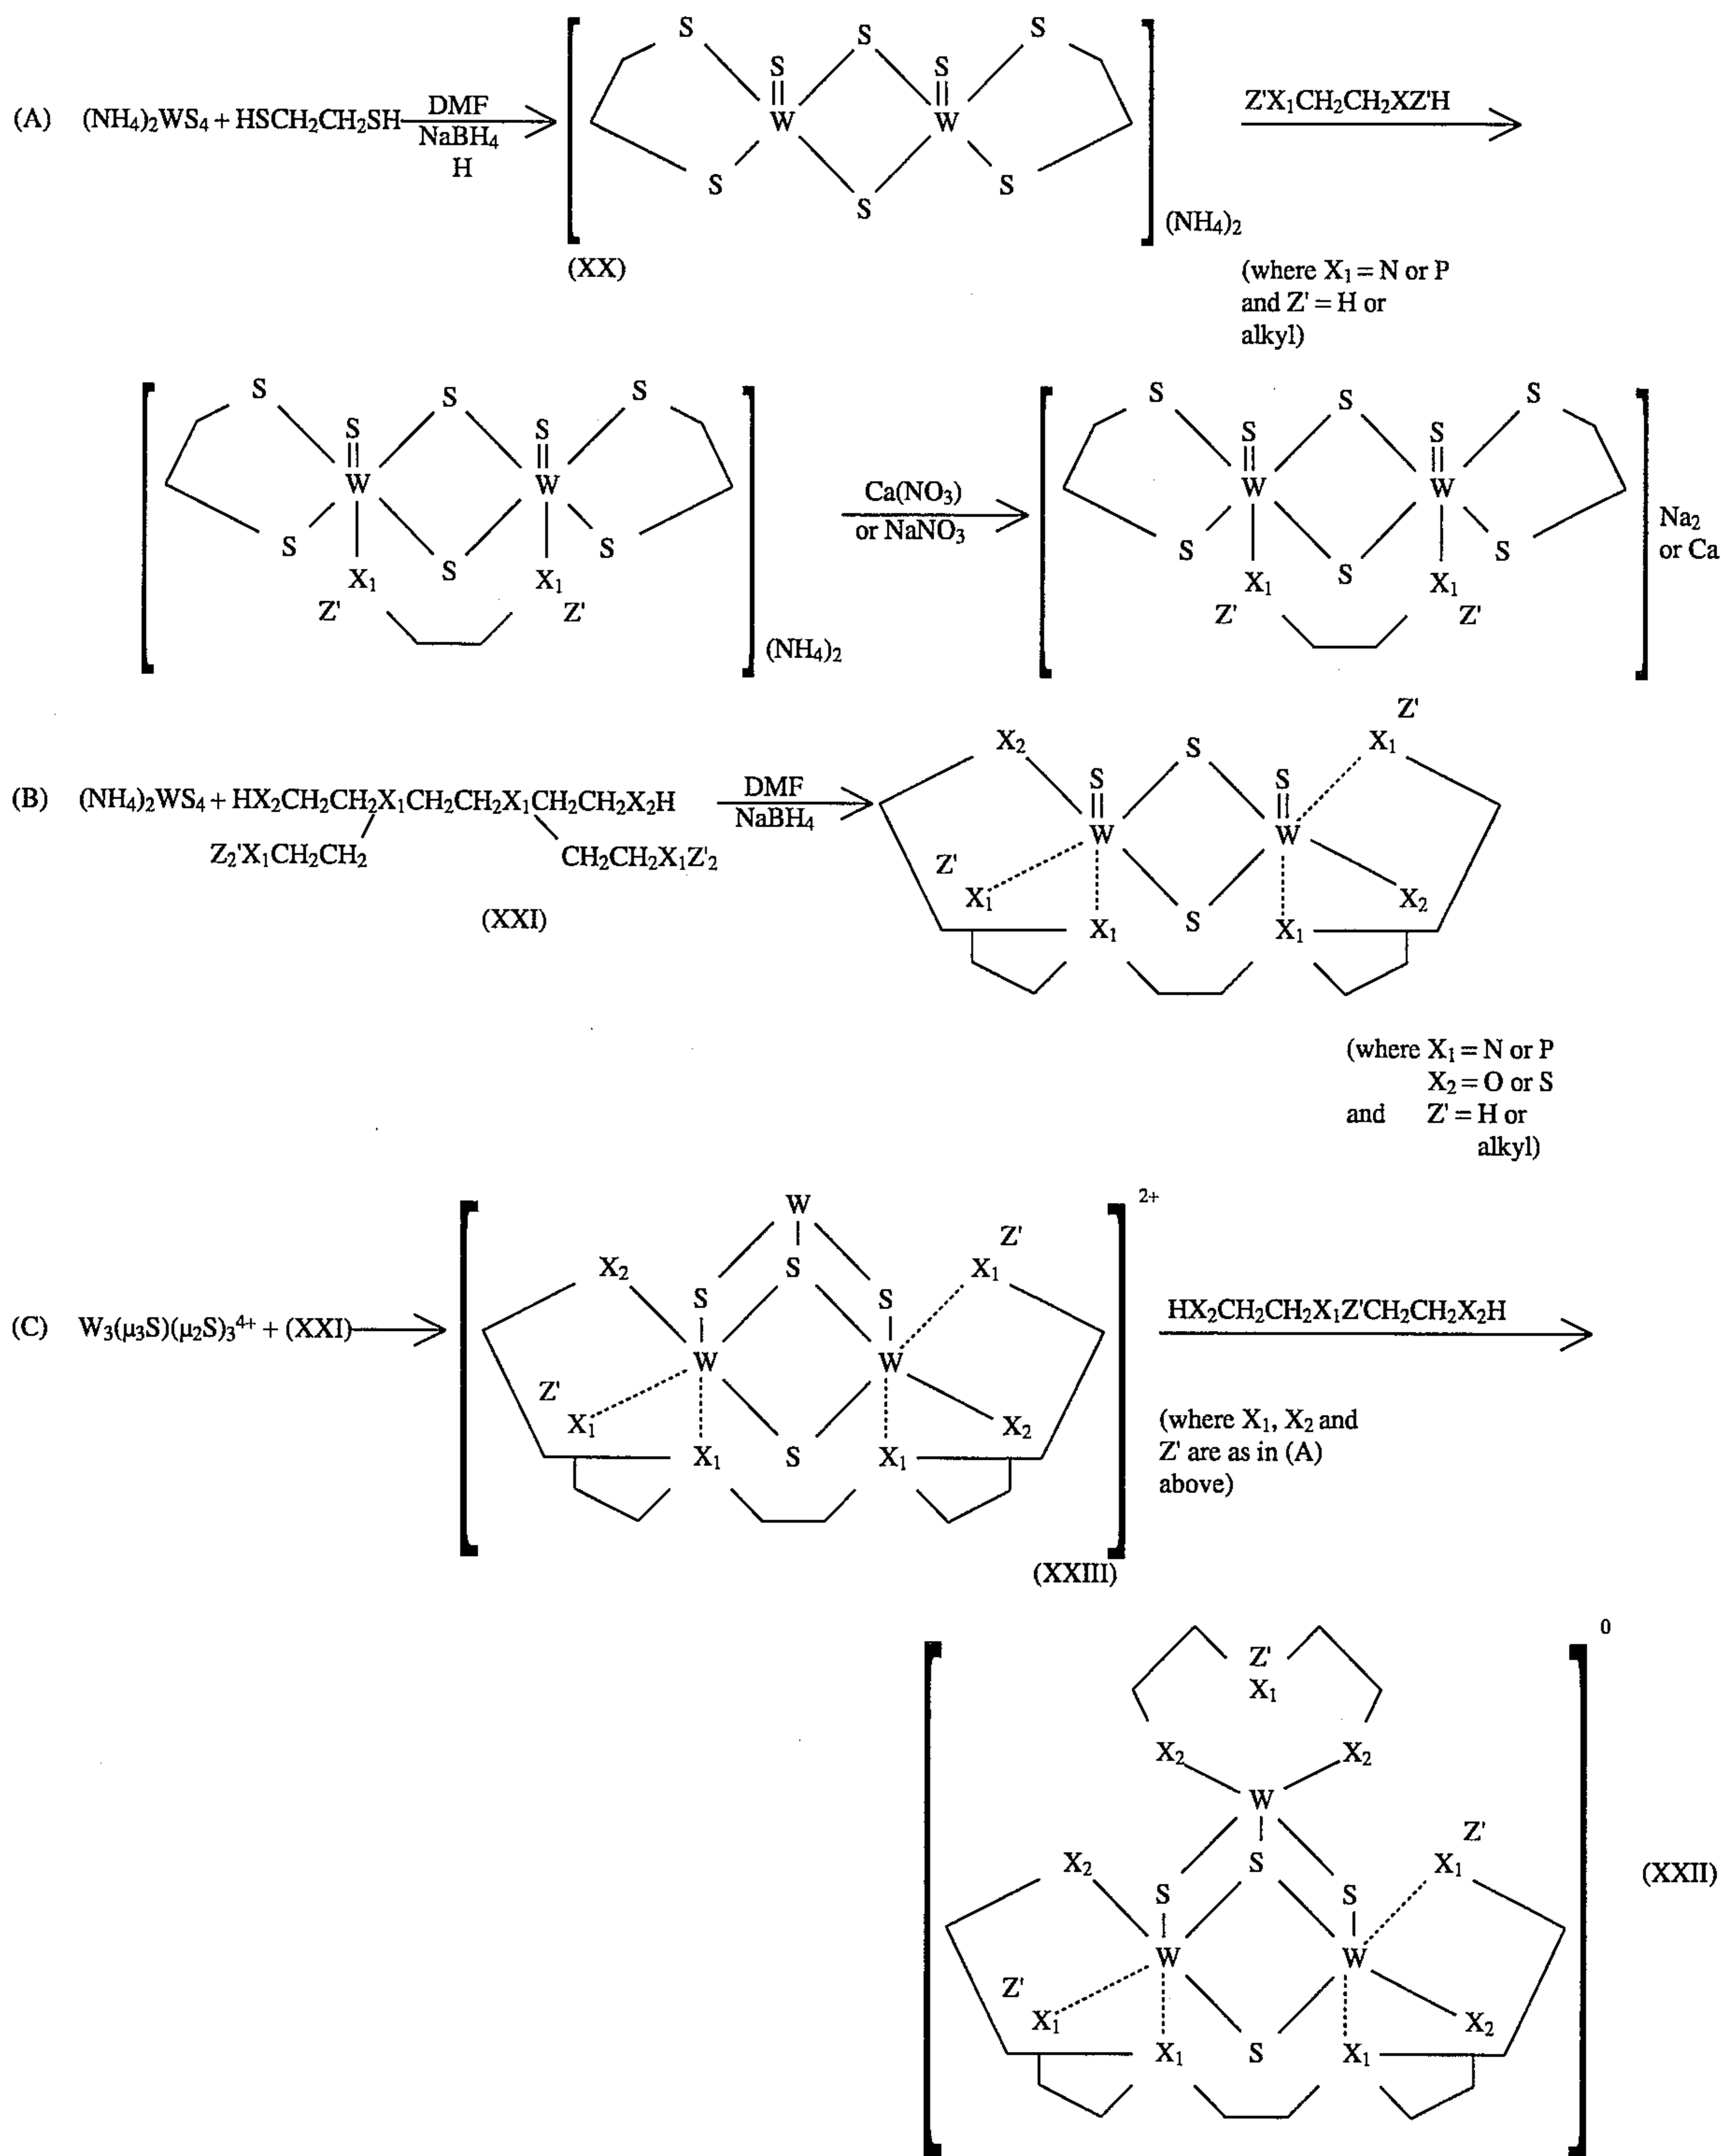 (A) (NH₄)₂WS₄ + HSCH₂CH₂SH
DMF
NaBH₄
H
S S S
S S
W W
S S S
(NH₄)₂
(XX)
Z'X₁CH₂CH₂XZ'H
(where X₁ = N or P
and Z' = H or
alkyl)
S S S
S S
W W
S S S
X₁ X₁
Z' Z'
(NH₄)₂
Ca(NO₃)
or NaNO₃
S S S
S S
W W
S S S
X₁ X₁
Z' Z'
Na₂
or Ca
(B) (NH₄)₂WS₄ + HX₂CH₂CH₂X₁CH₂CH₂X₁CH₂CH₂X₂H
Z₂'X₁CH₂CH₂ CH₂CH₂X₁Z'₂
(XXI)
DMF
NaBH₄
Z'
X₂ S X₁
S S
W W
Z'
X₁ S X₂
X₁ X₁
(where X₁ = N or P
X₂ = O or S
and Z' = H or
alkyl)
(C) W₃(μ₃S)(μ₂S)₃⁴⁺ + (XXI)
2+
W
Z'
X₂ S X₁
S S
W W
Z'
X₁ X₂
X₁ S X₁
(XXIII)
HX₂CH₂CH₂X₁Z'CH₂CH₂X₂H
(where X₁, X₂ and
Z' are as in (A)
above)
0
Z'
X₁
X₂ X₂
W
Z'
X₂ S X₁
S S
W W
Z'
X₁ X₂
X₁ S X₁
(XXII)